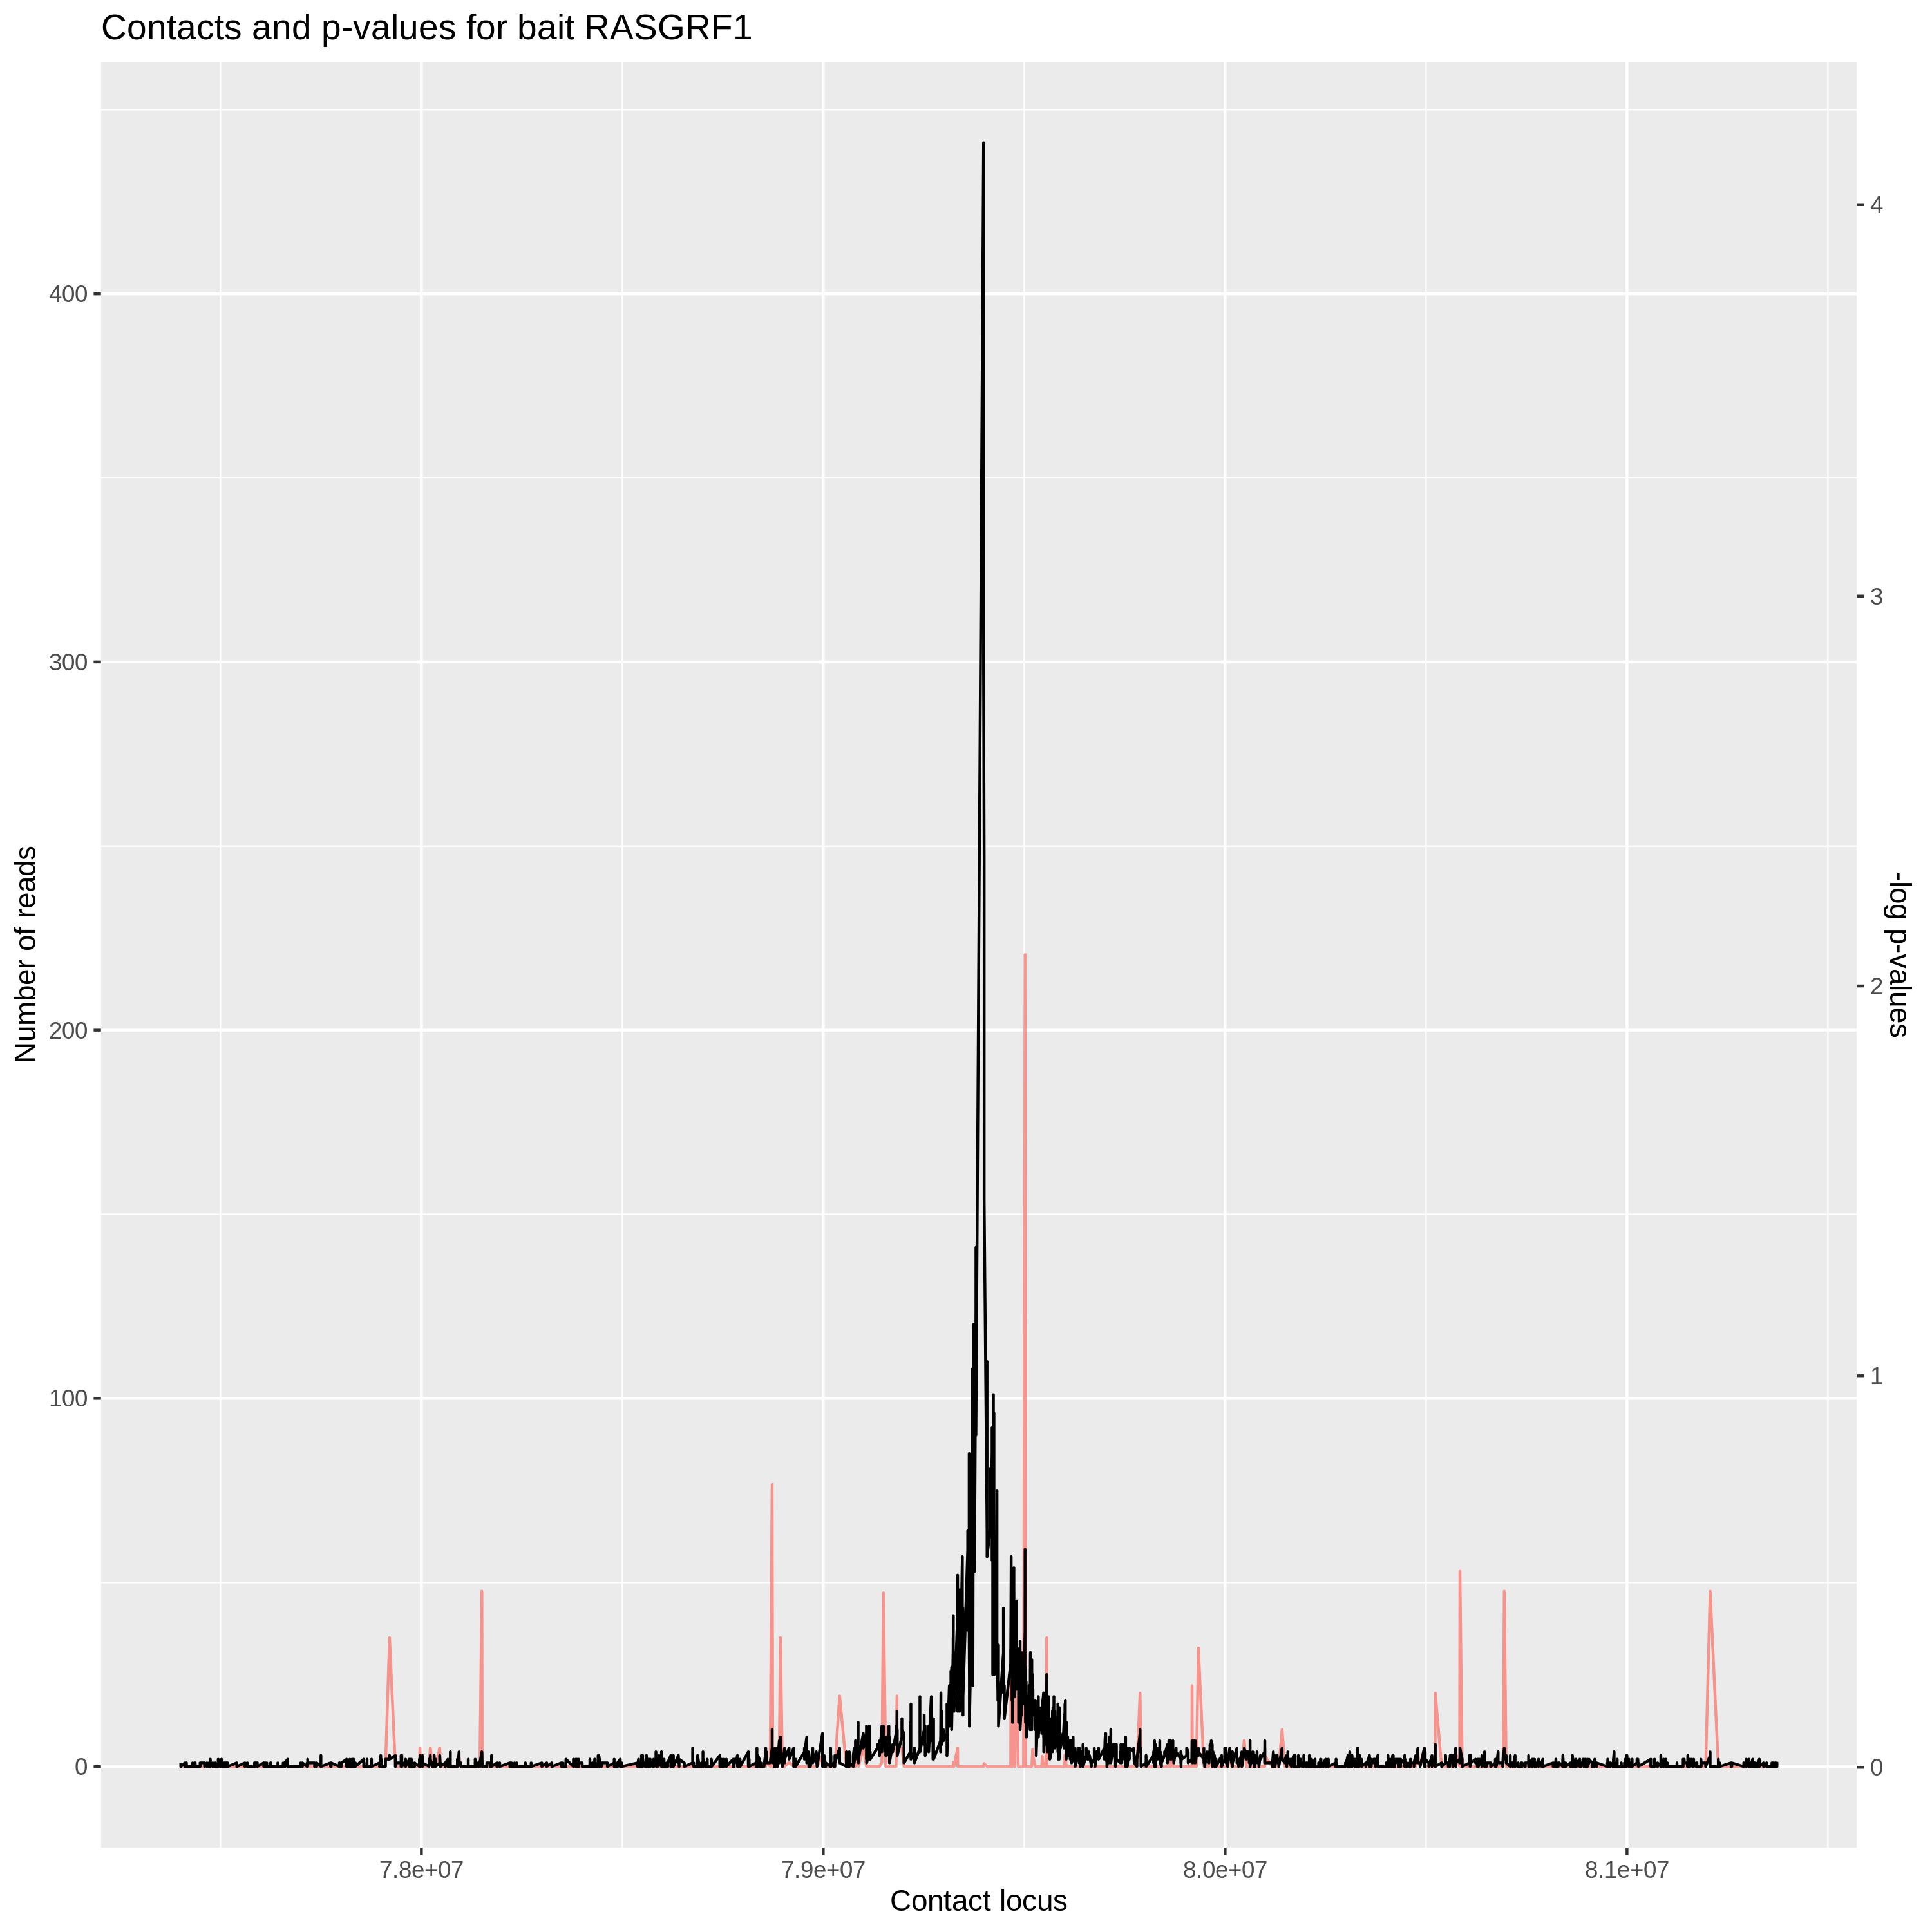 Contacts and p-values for bait RASGRF1
Number of reads
400
300
200
100
0
4
3
2
1
0
-log p-values
7.8e+07
7.9e+07
8.0e+07
8.1e+07
Contact locus